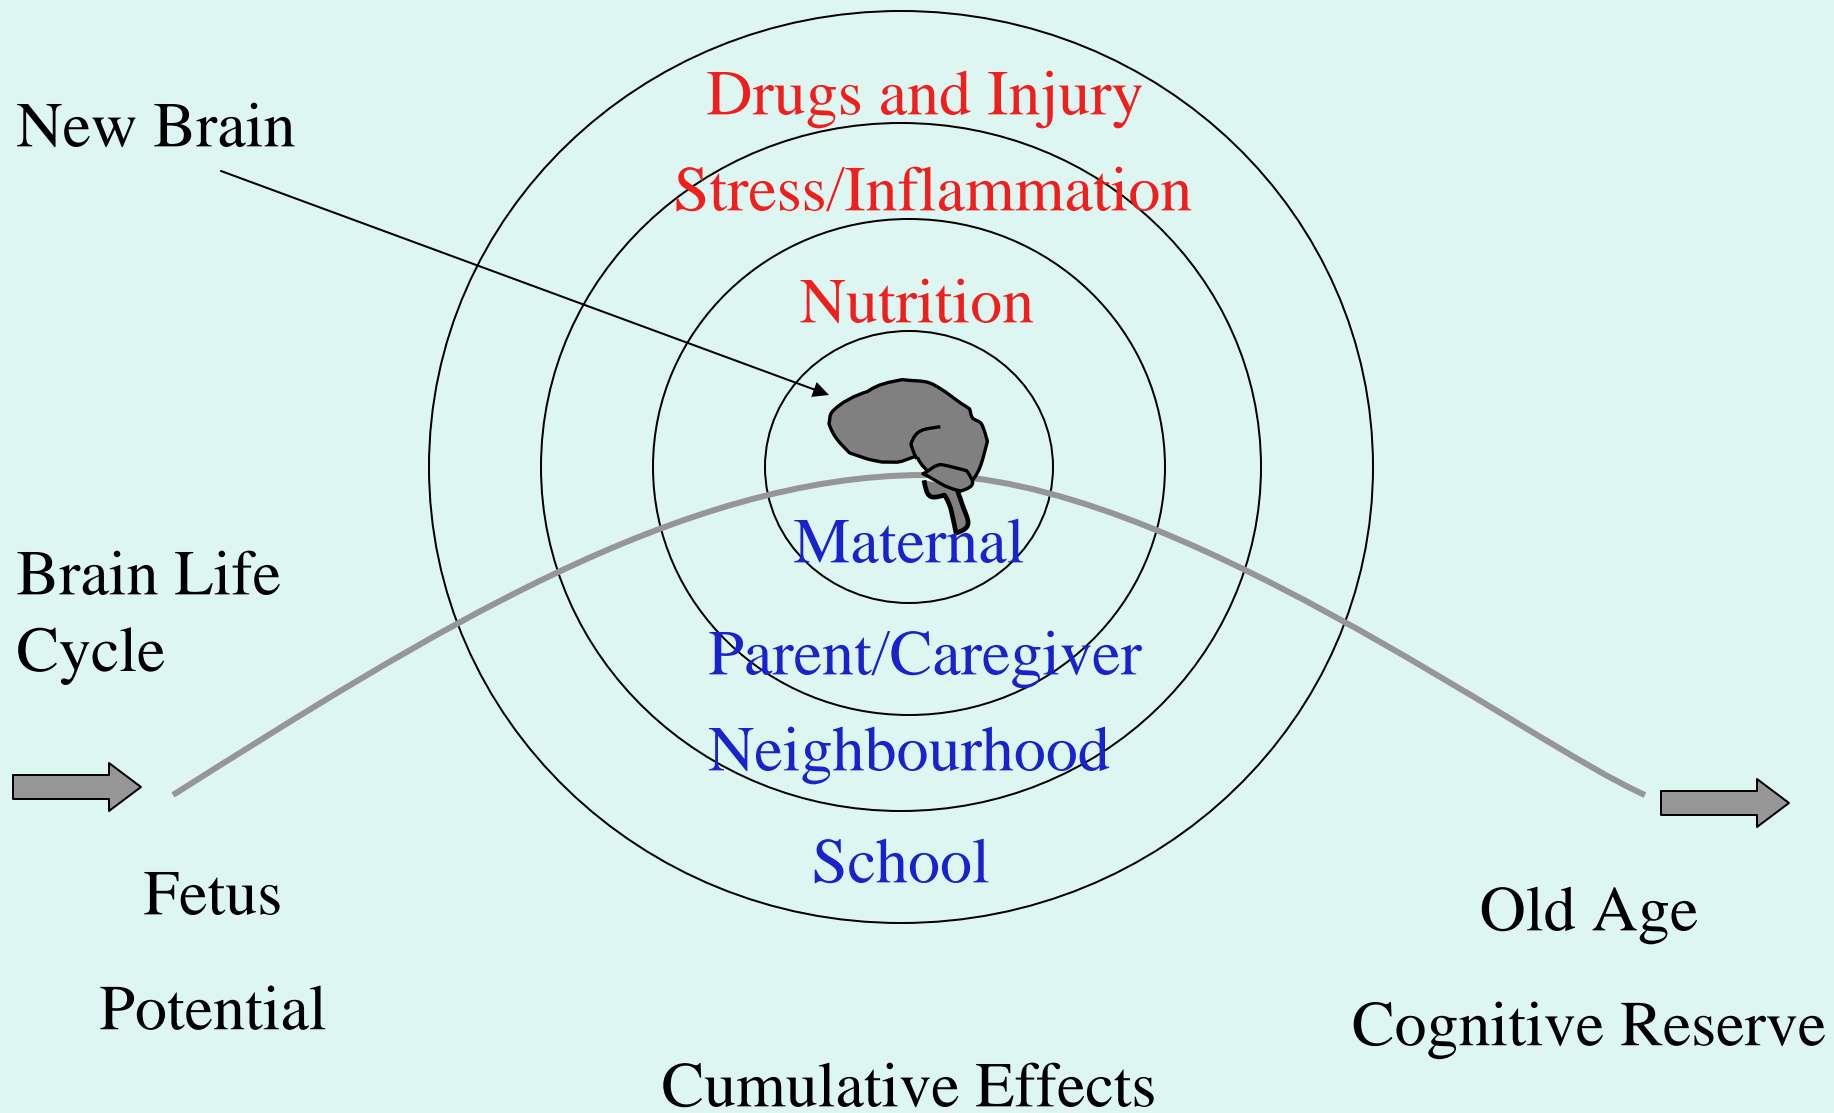 Drugs and Injury
New Brain
Stress/Inflammation
Nutrition
Maternal
Brain Life
Cycle
Parent/Caregiver
Neighbourhood
School
Fetus
Old Age
Potential
Cognitive Reserve
Cumulative Effects